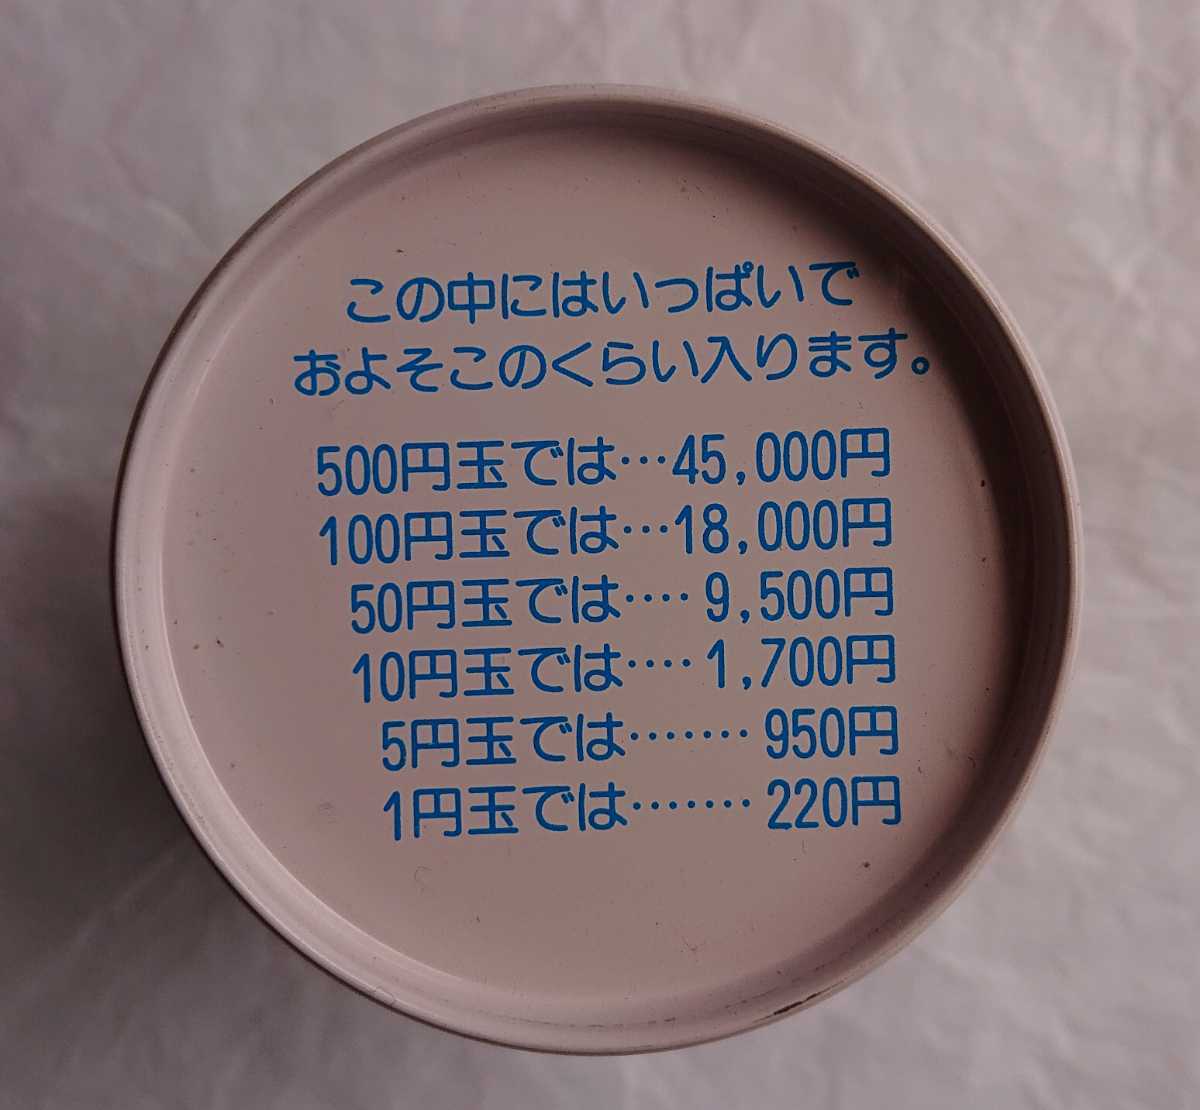 この中にはいっぱいで
およそこのくらい入ります。
500円玉では…45,000円
100円玉では…18,000円
50円玉では‥‥9,500円
10円玉では‥‥1,700円
5円玉では‥‥‥・950円
1円玉では‥‥‥・220円